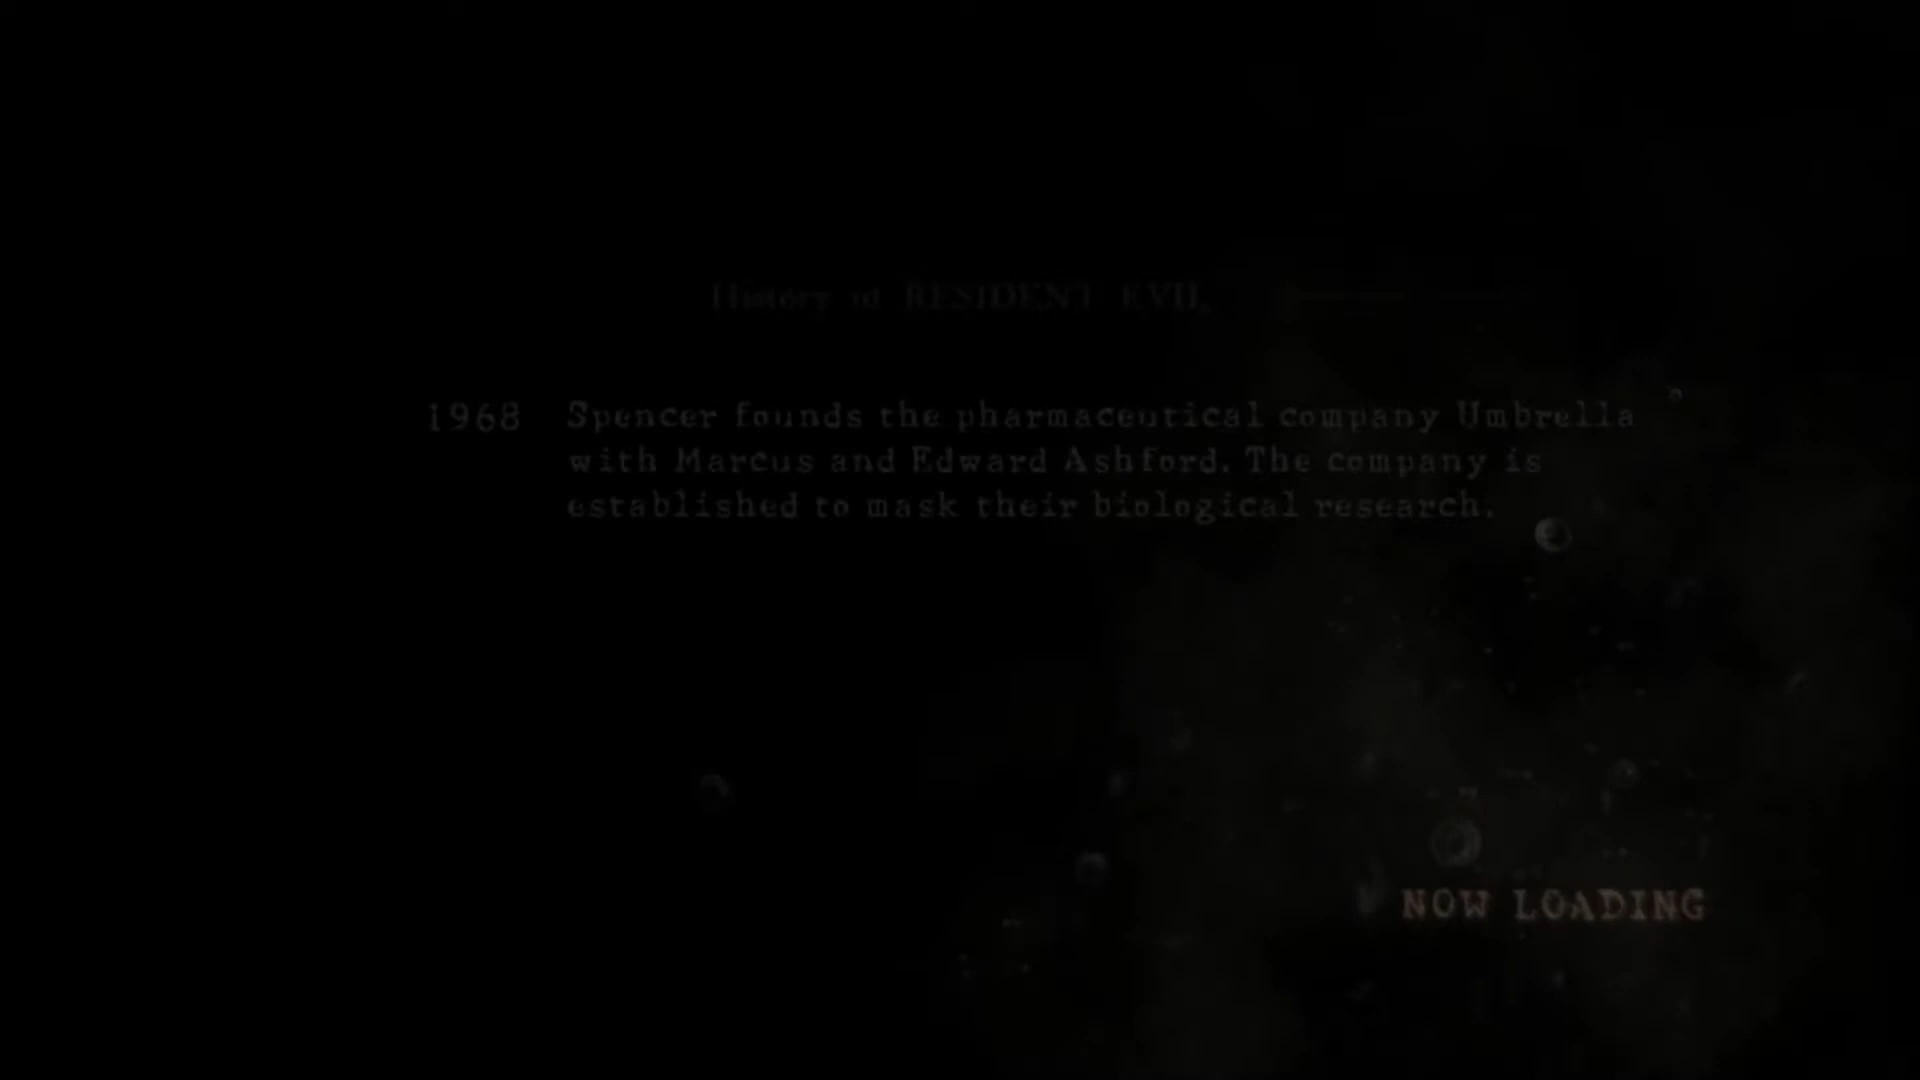 History of RESIDENT EVIL
1968 Spencer founds the pharmaceutical company Umbrella
with Marcus and Edward Ashford. The company is
established to mask their biological research.
NOW LOADING